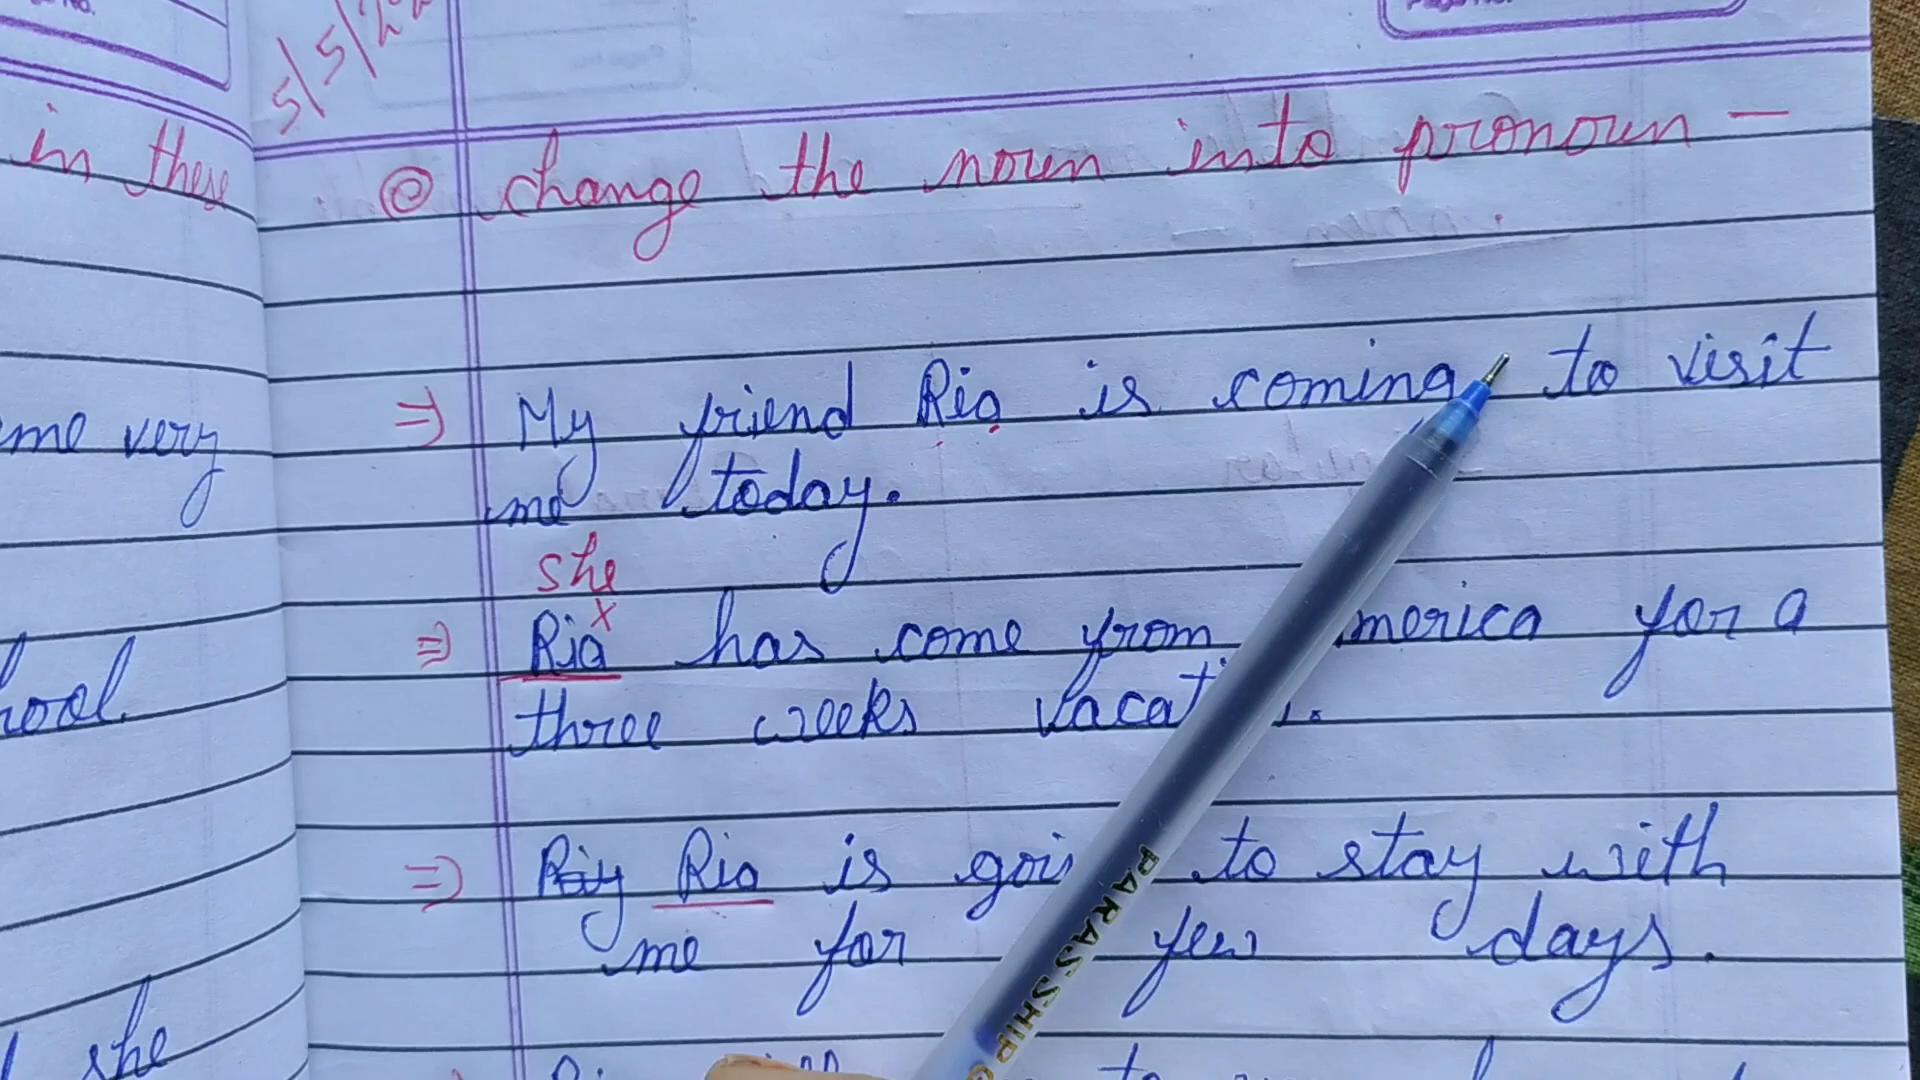 5/5/22
in these
me very
hool.
she
@ change the noun into pronoun —
⇒ My friend Ria is coming to visit
me today.
she
x
⇒ Ria has come from merica for a
three weeks vacat .
⇒ Riy Ria is goi to stay with
me for few days.
to
PARAS SHIP